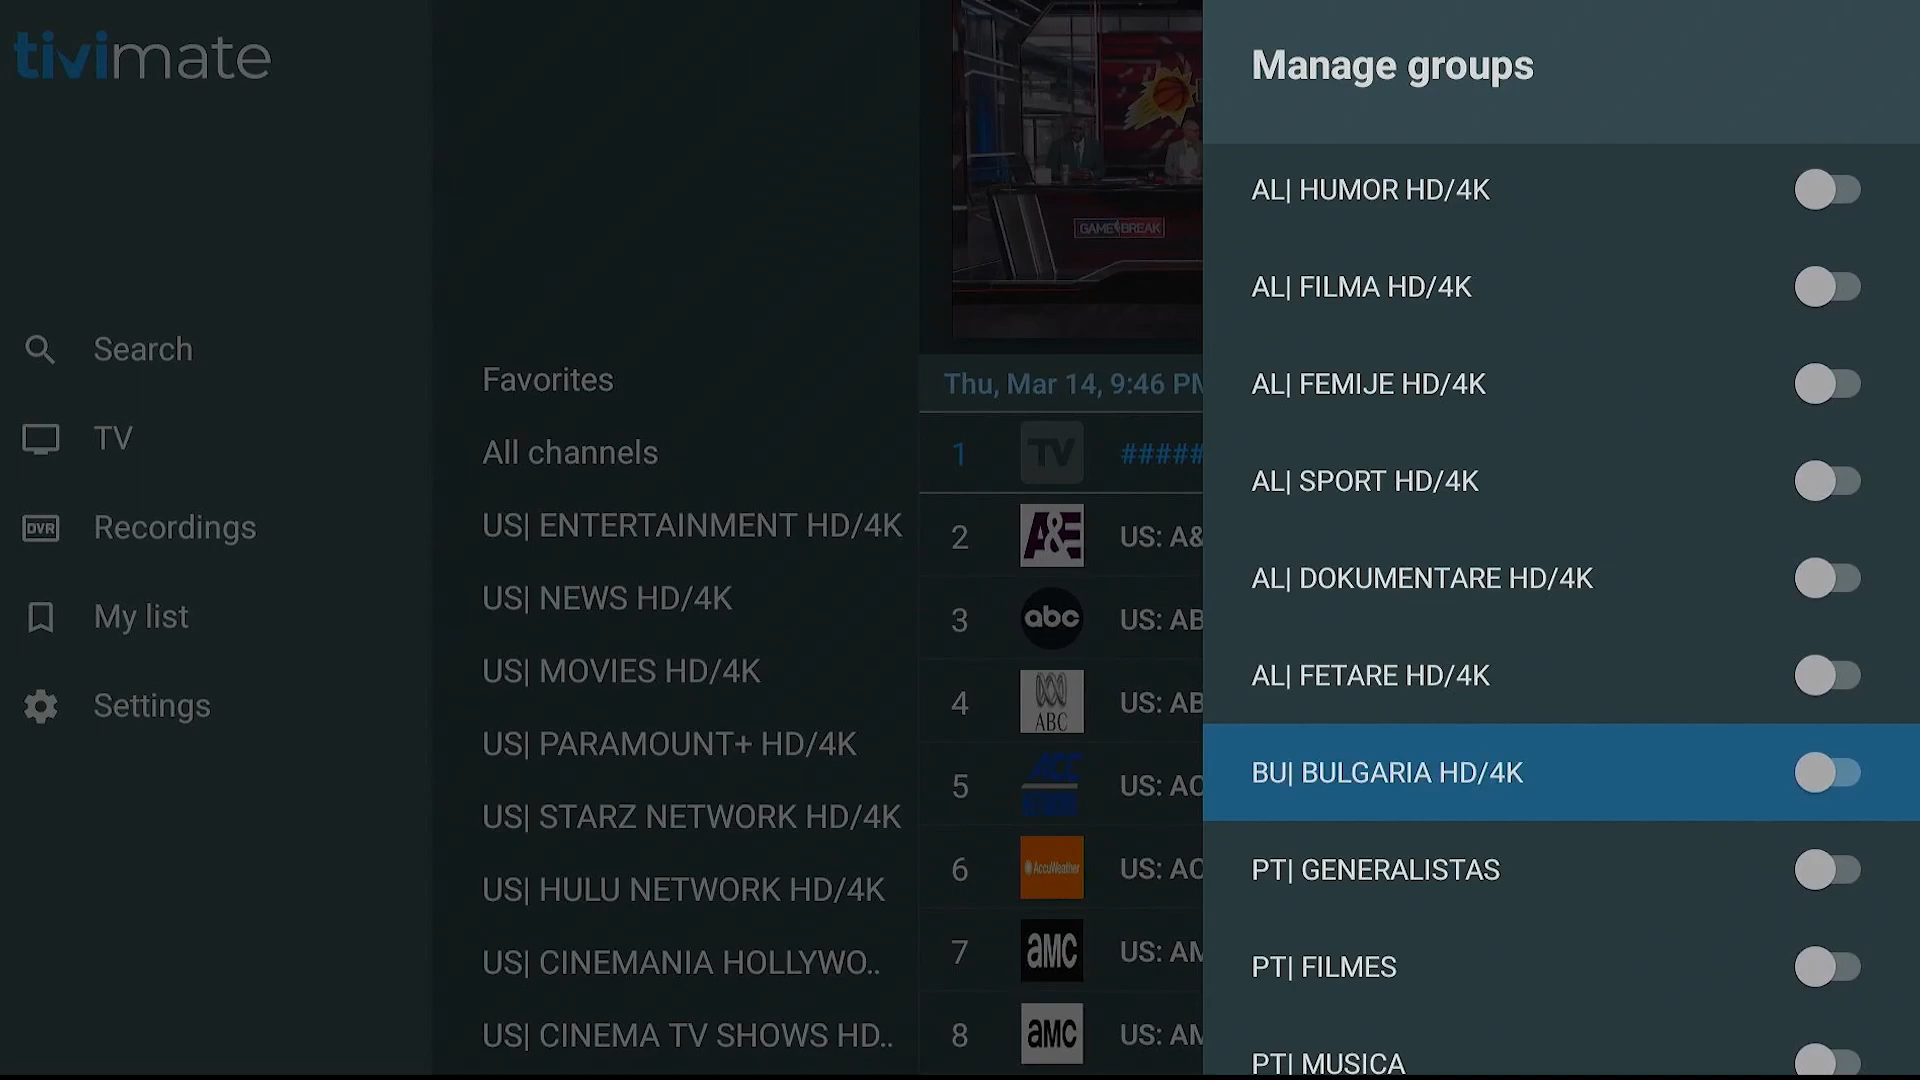 tivimate
Search
TV
DVR
Recordings
My list
Settings
Favorites
All channels
US| ENTERTAINMENT HD/4K
US| NEWS HD/4K
US| MOVIES HD/4K
US| PARAMOUNT+ HD/4K
US| STARZ NETWORK HD/4K
US| HULU NETWORK HD/4K
US| CINEMANIA HOLLYWO..
US| CINEMA TV SHOWS HD..
GAME BREAK
Thu, Mar 14, 9:46 PM
1 TV #####
2 A&E US: A&
3 abc US: AB
4 ABC US: AB
5 ACC US: AC
6 AccuWeather US: AC
7 aMC US: AM
8 aMC US: AM
Manage groups
AL| HUMOR HD/4K
AL| FILMA HD/4K
AL| FEMIJE HD/4K
AL| SPORT HD/4K
AL| DOKUMENTARE HD/4K
AL| FETARE HD/4K
BU| BULGARIA HD/4K
PT| GENERALISTAS
PT| FILMES
PT| MUSICA